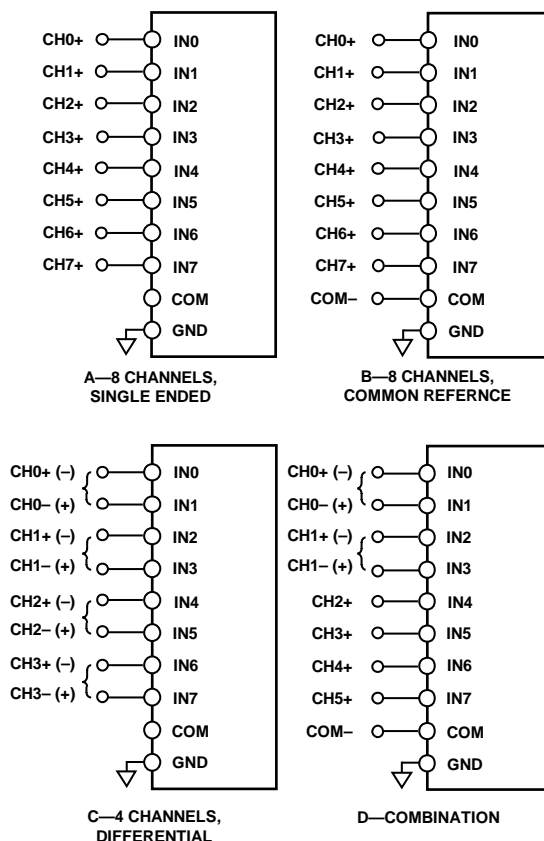 CH0+ IN0
CH1+ IN1
CH2+ IN2
CH3+ IN3
CH4+ IN4
CH5+ IN5
CH6+ IN6
CH7+ IN7
COM
GND
A—8 CHANNELS,
SINGLE ENDED
CH0+ IN0
CH1+ IN1
CH2+ IN2
CH3+ IN3
CH4+ IN4
CH5+ IN5
CH6+ IN6
CH7+ IN7
COM– COM
GND
B—8 CHANNELS,
COMMON REFERNCE
CH0+ (–) IN0
CH0– (+) IN1
CH1+ (–) IN2
CH1– (+) IN3
CH2+ (–) IN4
CH2– (+) IN5
CH3+ (–) IN6
CH3– (+) IN7
COM
GND
C—4 CHANNELS,
DIFFERENTIAL
CH0+ (–) IN0
CH0– (+) IN1
CH1+ (–) IN2
CH1– (+) IN3
CH2+ IN4
CH3+ IN5
CH4+ IN6
CH5+ IN7
COM– COM
GND
D—COMBINATION